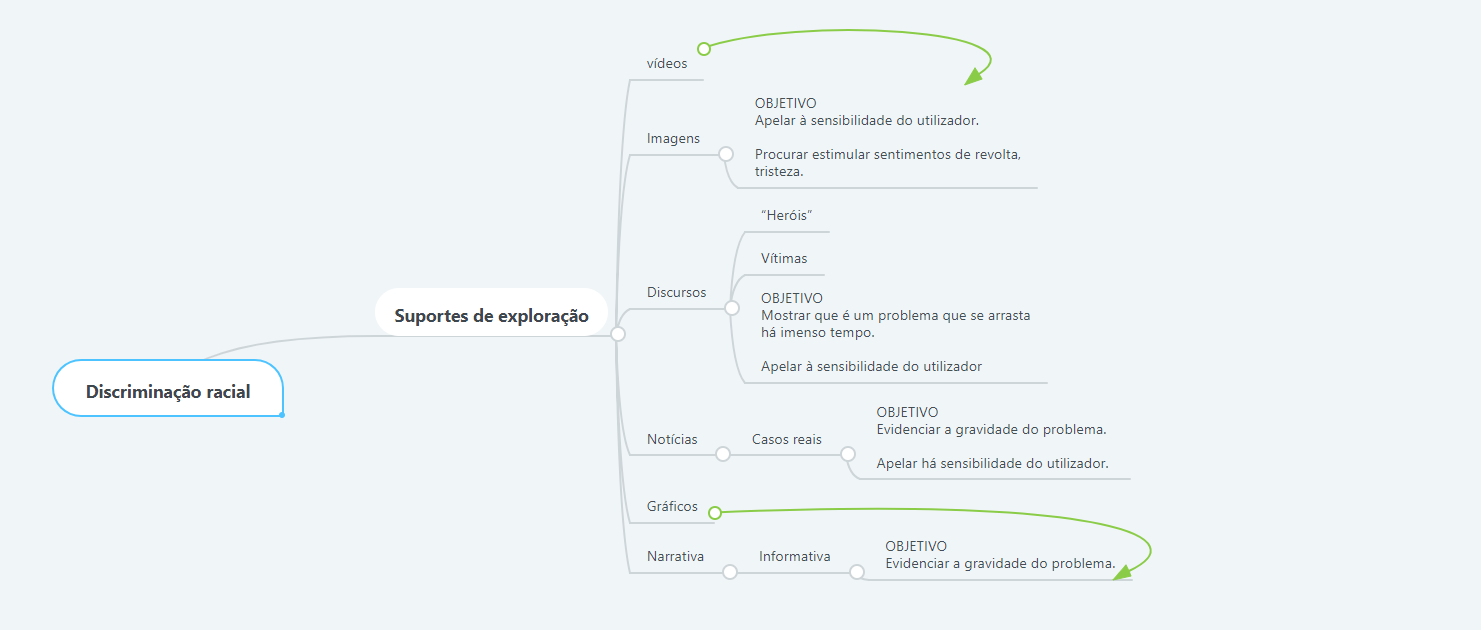 vídeos
OBJETIVO
Apelar à sensibilidade do utilizador.
Imagens
Procurar estimular sentimentos de revolta,
tristeza.
“Heróis”
Vítimas
Discursos
OBJETIVO
Mostrar que é um problema que se arrasta
há imenso tempo.
Suportes de exploração
Apelar à sensibilidade do utilizador
Discriminação racial
OBJETIVO
Evidenciar a gravidade do problema.
Notícias
Casos reais
Apelar há sensibilidade do utilizador.
Gráficos
OBJETIVO
Narrativa
Informativa
Evidenciar a gravidade do problema.